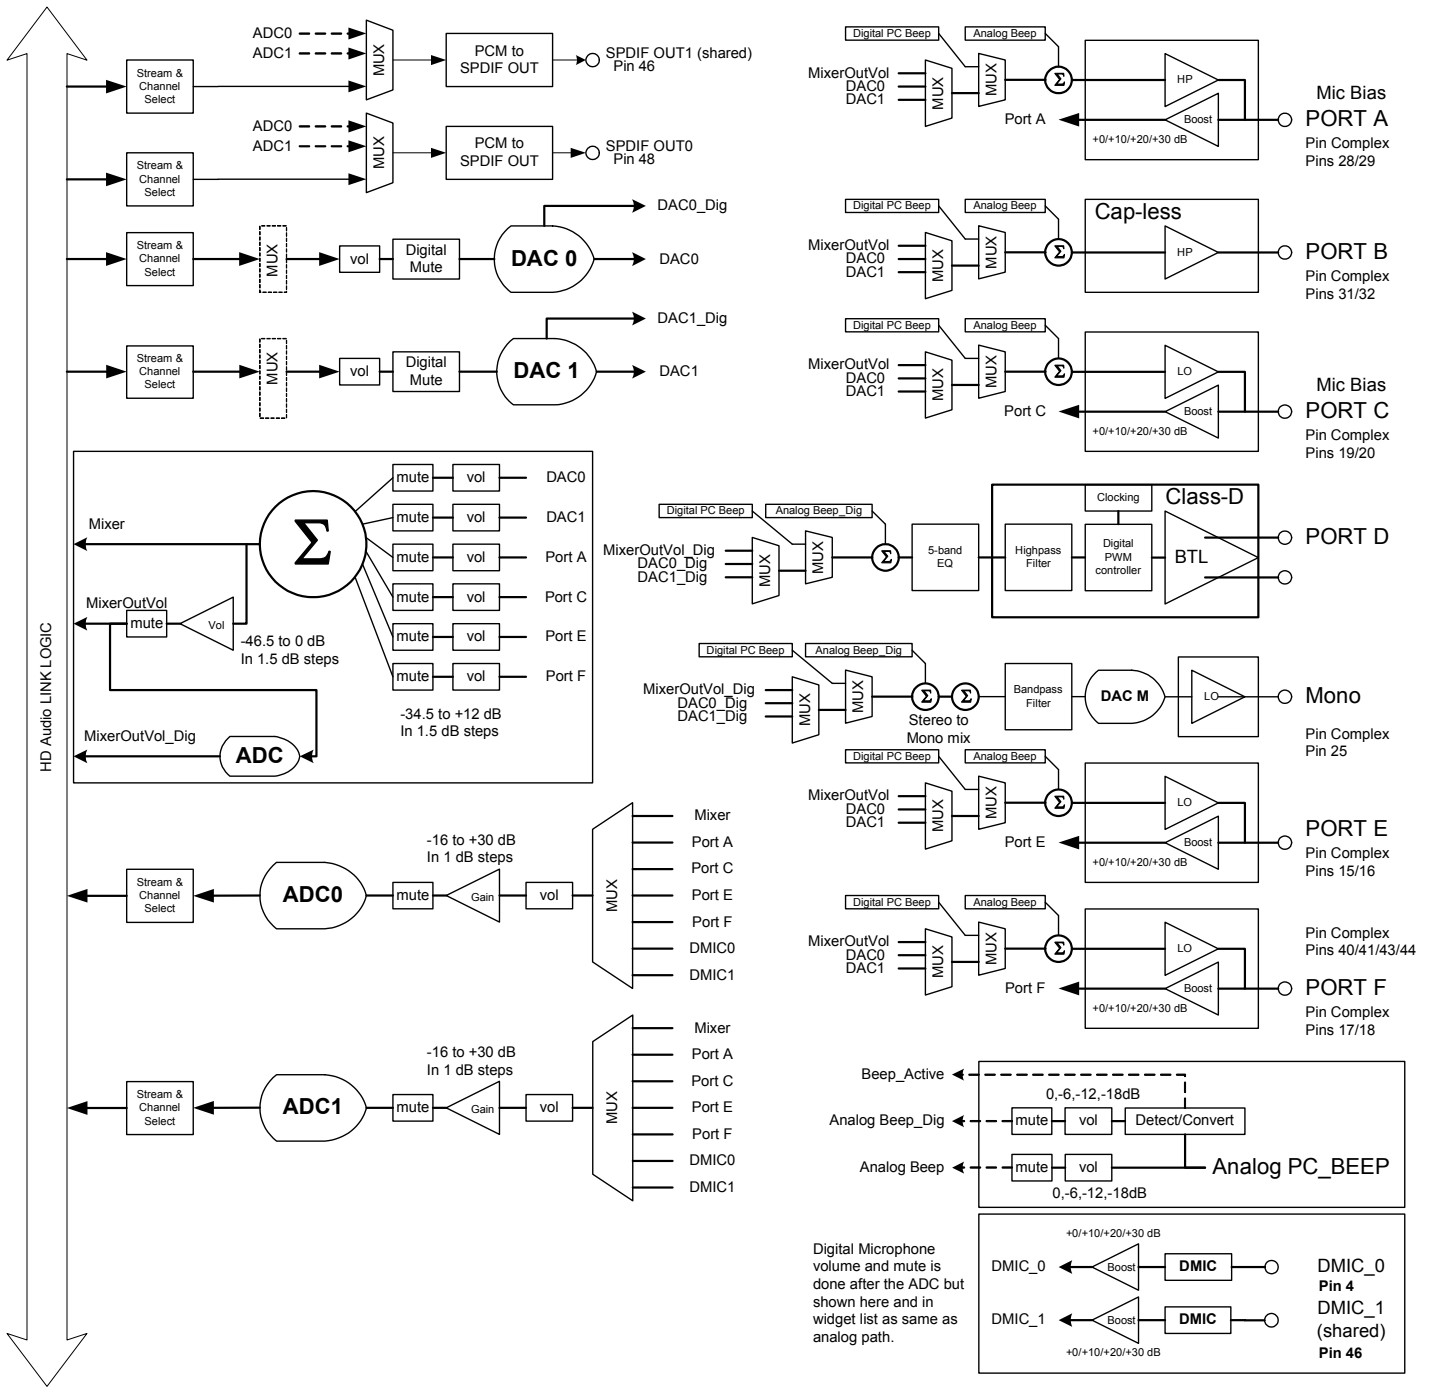 HD Audio LINK LOGIC
ADC0
ADC1
Stream &
Channel
Select
MUX
PCM to
SPDIF OUT
SPDIF OUT1 (shared)
Pin 46
ADC0
ADC1
Stream &
Channel
Select
MUX
PCM to
SPDIF OUT
SPDIF OUT0
Pin 48
Stream &
Channel
Select
MUX
vol
Digital
Mute
DAC 0
DAC0_Dig
DAC0
Stream &
Channel
Select
MUX
vol
Digital
Mute
DAC 1
DAC1_Dig
DAC1
Mixer
MixerOutVol
mute
Vol
-46.5 to 0 dB
In 1.5 dB steps
MixerOutVol_Dig
ADC
Σ
mute
vol
DAC0
mute
vol
DAC1
mute
vol
Port A
mute
vol
Port C
mute
vol
Port E
mute
vol
Port F
-34.5 to +12 dB
In 1.5 dB steps
Stream &
Channel
Select
ADC0
mute
Gain
-16 to +30 dB
In 1 dB steps
vol
MUX
Mixer
Port A
Port C
Port E
Port F
DMIC0
DMIC1
Stream &
Channel
Select
ADC1
mute
Gain
-16 to +30 dB
In 1 dB steps
vol
MUX
Mixer
Port A
Port C
Port E
Port F
DMIC0
DMIC1
Digital PC Beep
Analog Beep
MixerOutVol
DAC0
DAC1
MUX
MUX
Σ
HP
Boost
Port A
+0/+10/+20/+30 dB
Mic Bias
PORT A
Pin Complex
Pins 28/29
Digital PC Beep
Analog Beep
MixerOutVol
DAC0
DAC1
MUX
MUX
Σ
Cap-less
HP
PORT B
Pin Complex
Pins 31/32
Digital PC Beep
Analog Beep
MixerOutVol
DAC0
DAC1
MUX
MUX
Σ
LO
Boost
Port C
+0/+10/+20/+30 dB
Mic Bias
PORT C
Pin Complex
Pins 19/20
Digital PC Beep
Analog Beep_Dig
MixerOutVol_Dig
DAC0_Dig
DAC1_Dig
MUX
MUX
Σ
5-band
EQ
Highpass
Filter
Clocking
Digital
PWM
controller
Class-D
BTL
PORT D
Digital PC Beep
Analog Beep_Dig
MixerOutVol_Dig
DAC0_Dig
DAC1_Dig
MUX
MUX
Σ
Σ
Stereo to
Mono mix
Bandpass
Filter
DAC M
LO
Mono
Pin Complex
Pin 25
Digital PC Beep
Analog Beep
MixerOutVol
DAC0
DAC1
MUX
MUX
Σ
LO
Boost
Port E
+0/+10/+20/+30 dB
PORT E
Pin Complex
Pins 15/16
Digital PC Beep
Analog Beep
MixerOutVol
DAC0
DAC1
MUX
MUX
Σ
LO
Boost
Port F
+0/+10/+20/+30 dB
Pin Complex
Pins 40/41/43/44
PORT F
Pin Complex
Pins 17/18
Beep_Active
0,-6,-12,-18dB
Analog Beep_Dig
mute
vol
Detect/Convert
Analog Beep
mute
vol
Analog PC_BEEP
0,-6,-12,-18dB
Digital Microphone
volume and mute is
done after the ADC but
shown here and in
widget list as same as
analog path.
+0/+10/+20/+30 dB
DMIC_0
Boost
DMIC
DMIC_0
Pin 4
DMIC_1
Boost
DMIC
DMIC_1
(shared)
Pin 46
+0/+10/+20/+30 dB